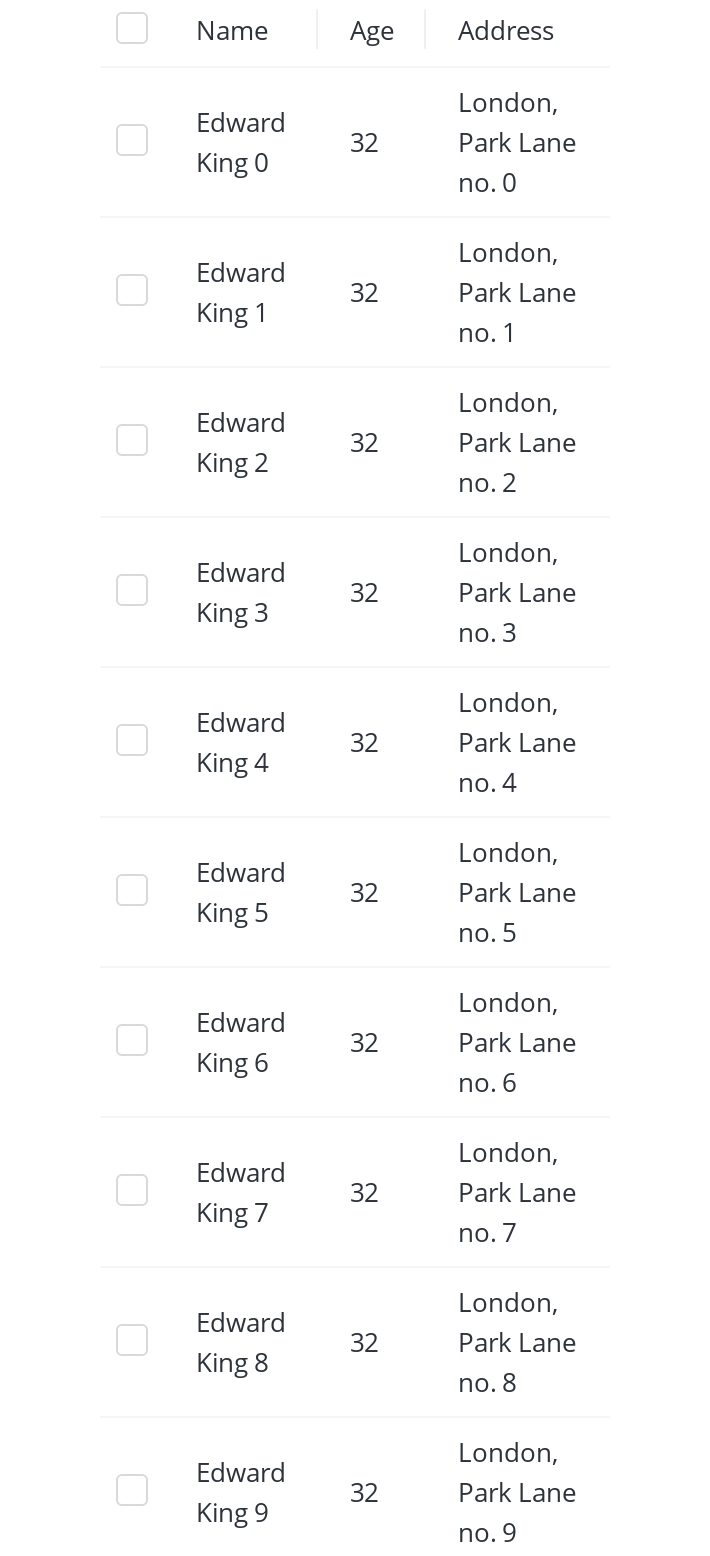 Name Age Address
Edward King 0 32 London, Park Lane no. 0
Edward King 1 32 London, Park Lane no. 1
Edward King 2 32 London, Park Lane no. 2
Edward King 3 32 London, Park Lane no. 3
Edward King 4 32 London, Park Lane no. 4
Edward King 5 32 London, Park Lane no. 5
Edward King 6 32 London, Park Lane no. 6
Edward King 7 32 London, Park Lane no. 7
Edward King 8 32 London, Park Lane no. 8
Edward King 9 32 London, Park Lane no. 9